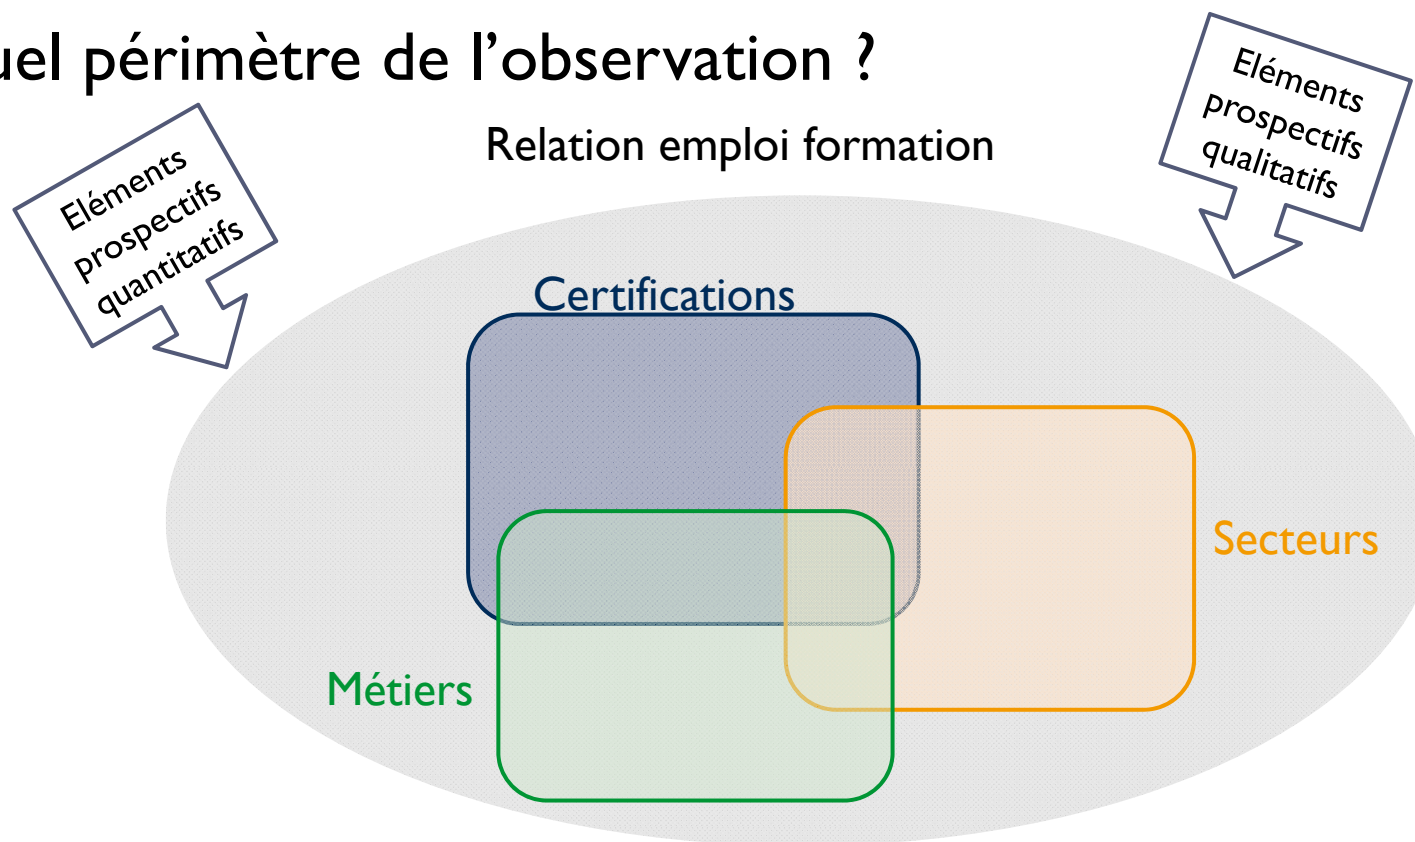 uel périmètre de l’observation ?
Relation emploi formation
Eléments
prospectifs
quantitatifs
Eléments
prospectifs
qualitatifs
Certifications
Secteurs
Métiers